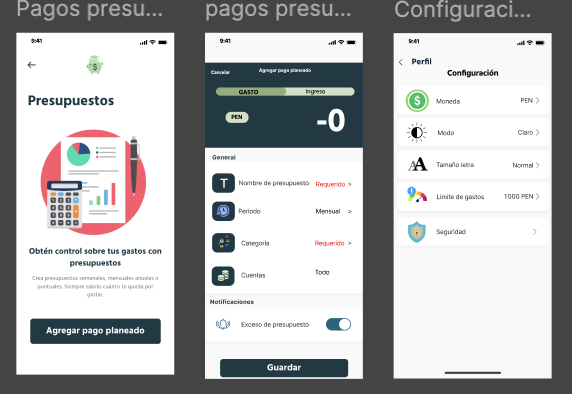 Pagos presu...
9:41
Presupuestos
Obtén control sobre tus gastos con
presupuestos
Crea presupuestos semanales, mensuales anuales o
puntuales. Siempre sabrás cuánto te queda por
gastar.
Agregar pago planeado
pagos presu...
9:41
Cancelar
Agregar pago planeado
GASTO
Ingreso
PEN
-0
General
Nombre de presupuesto
Requerido >
Periodo
Mensual >
Categoría
Requerido >
Cuentas
Todo
Notificaciones
Exceso de presupuesto
Guardar
Configuraci...
9:41
< Perfil
Configuración
Moneda
PEN >
Modo
Claro >
Tamaño letra
Normal >
Limite de gastos
1000 PEN >
Seguridad
>